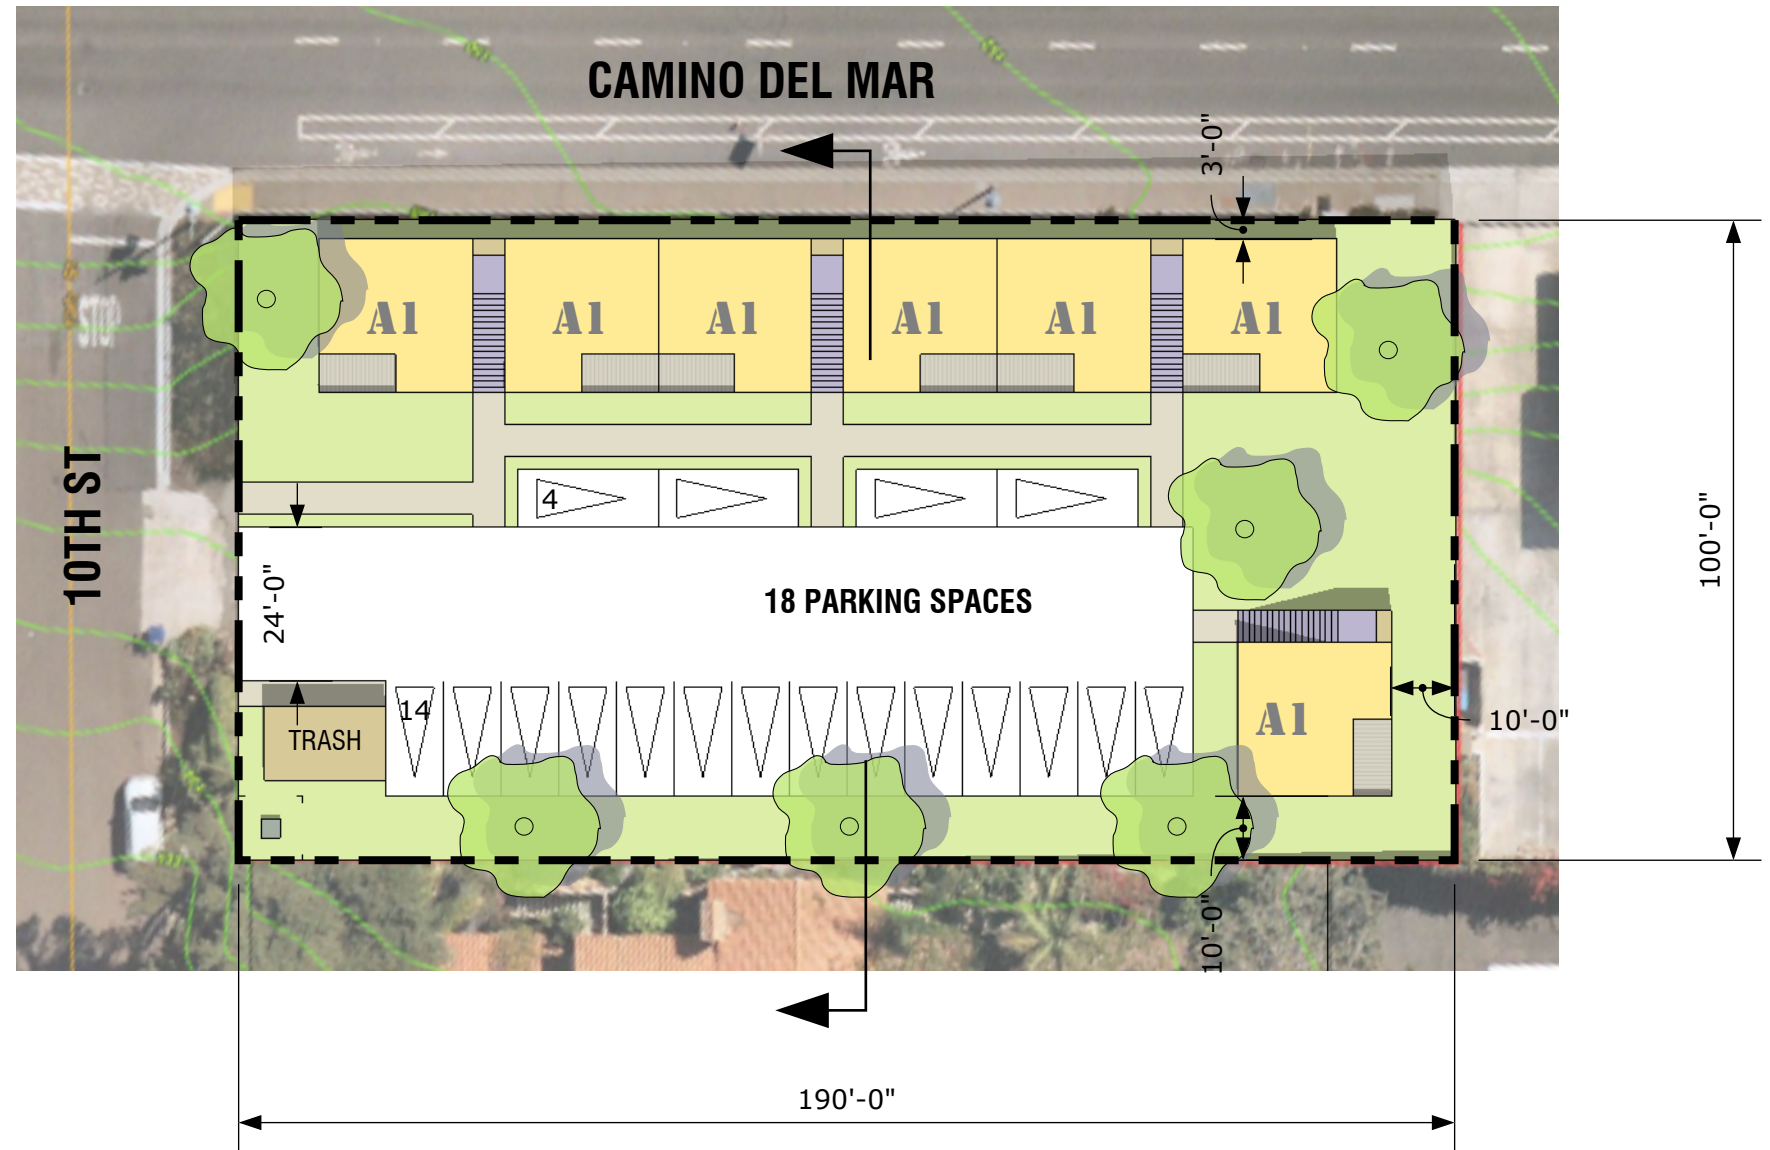 CAMINO DEL MAR
3'-0"
STOP
A1
A1
A1
A1
A1
A1
10TH ST
4
100'-0"
24'-0"
18 PARKING SPACES
14
TRASH
A1
10'-0"
10'-0"
190'-0"